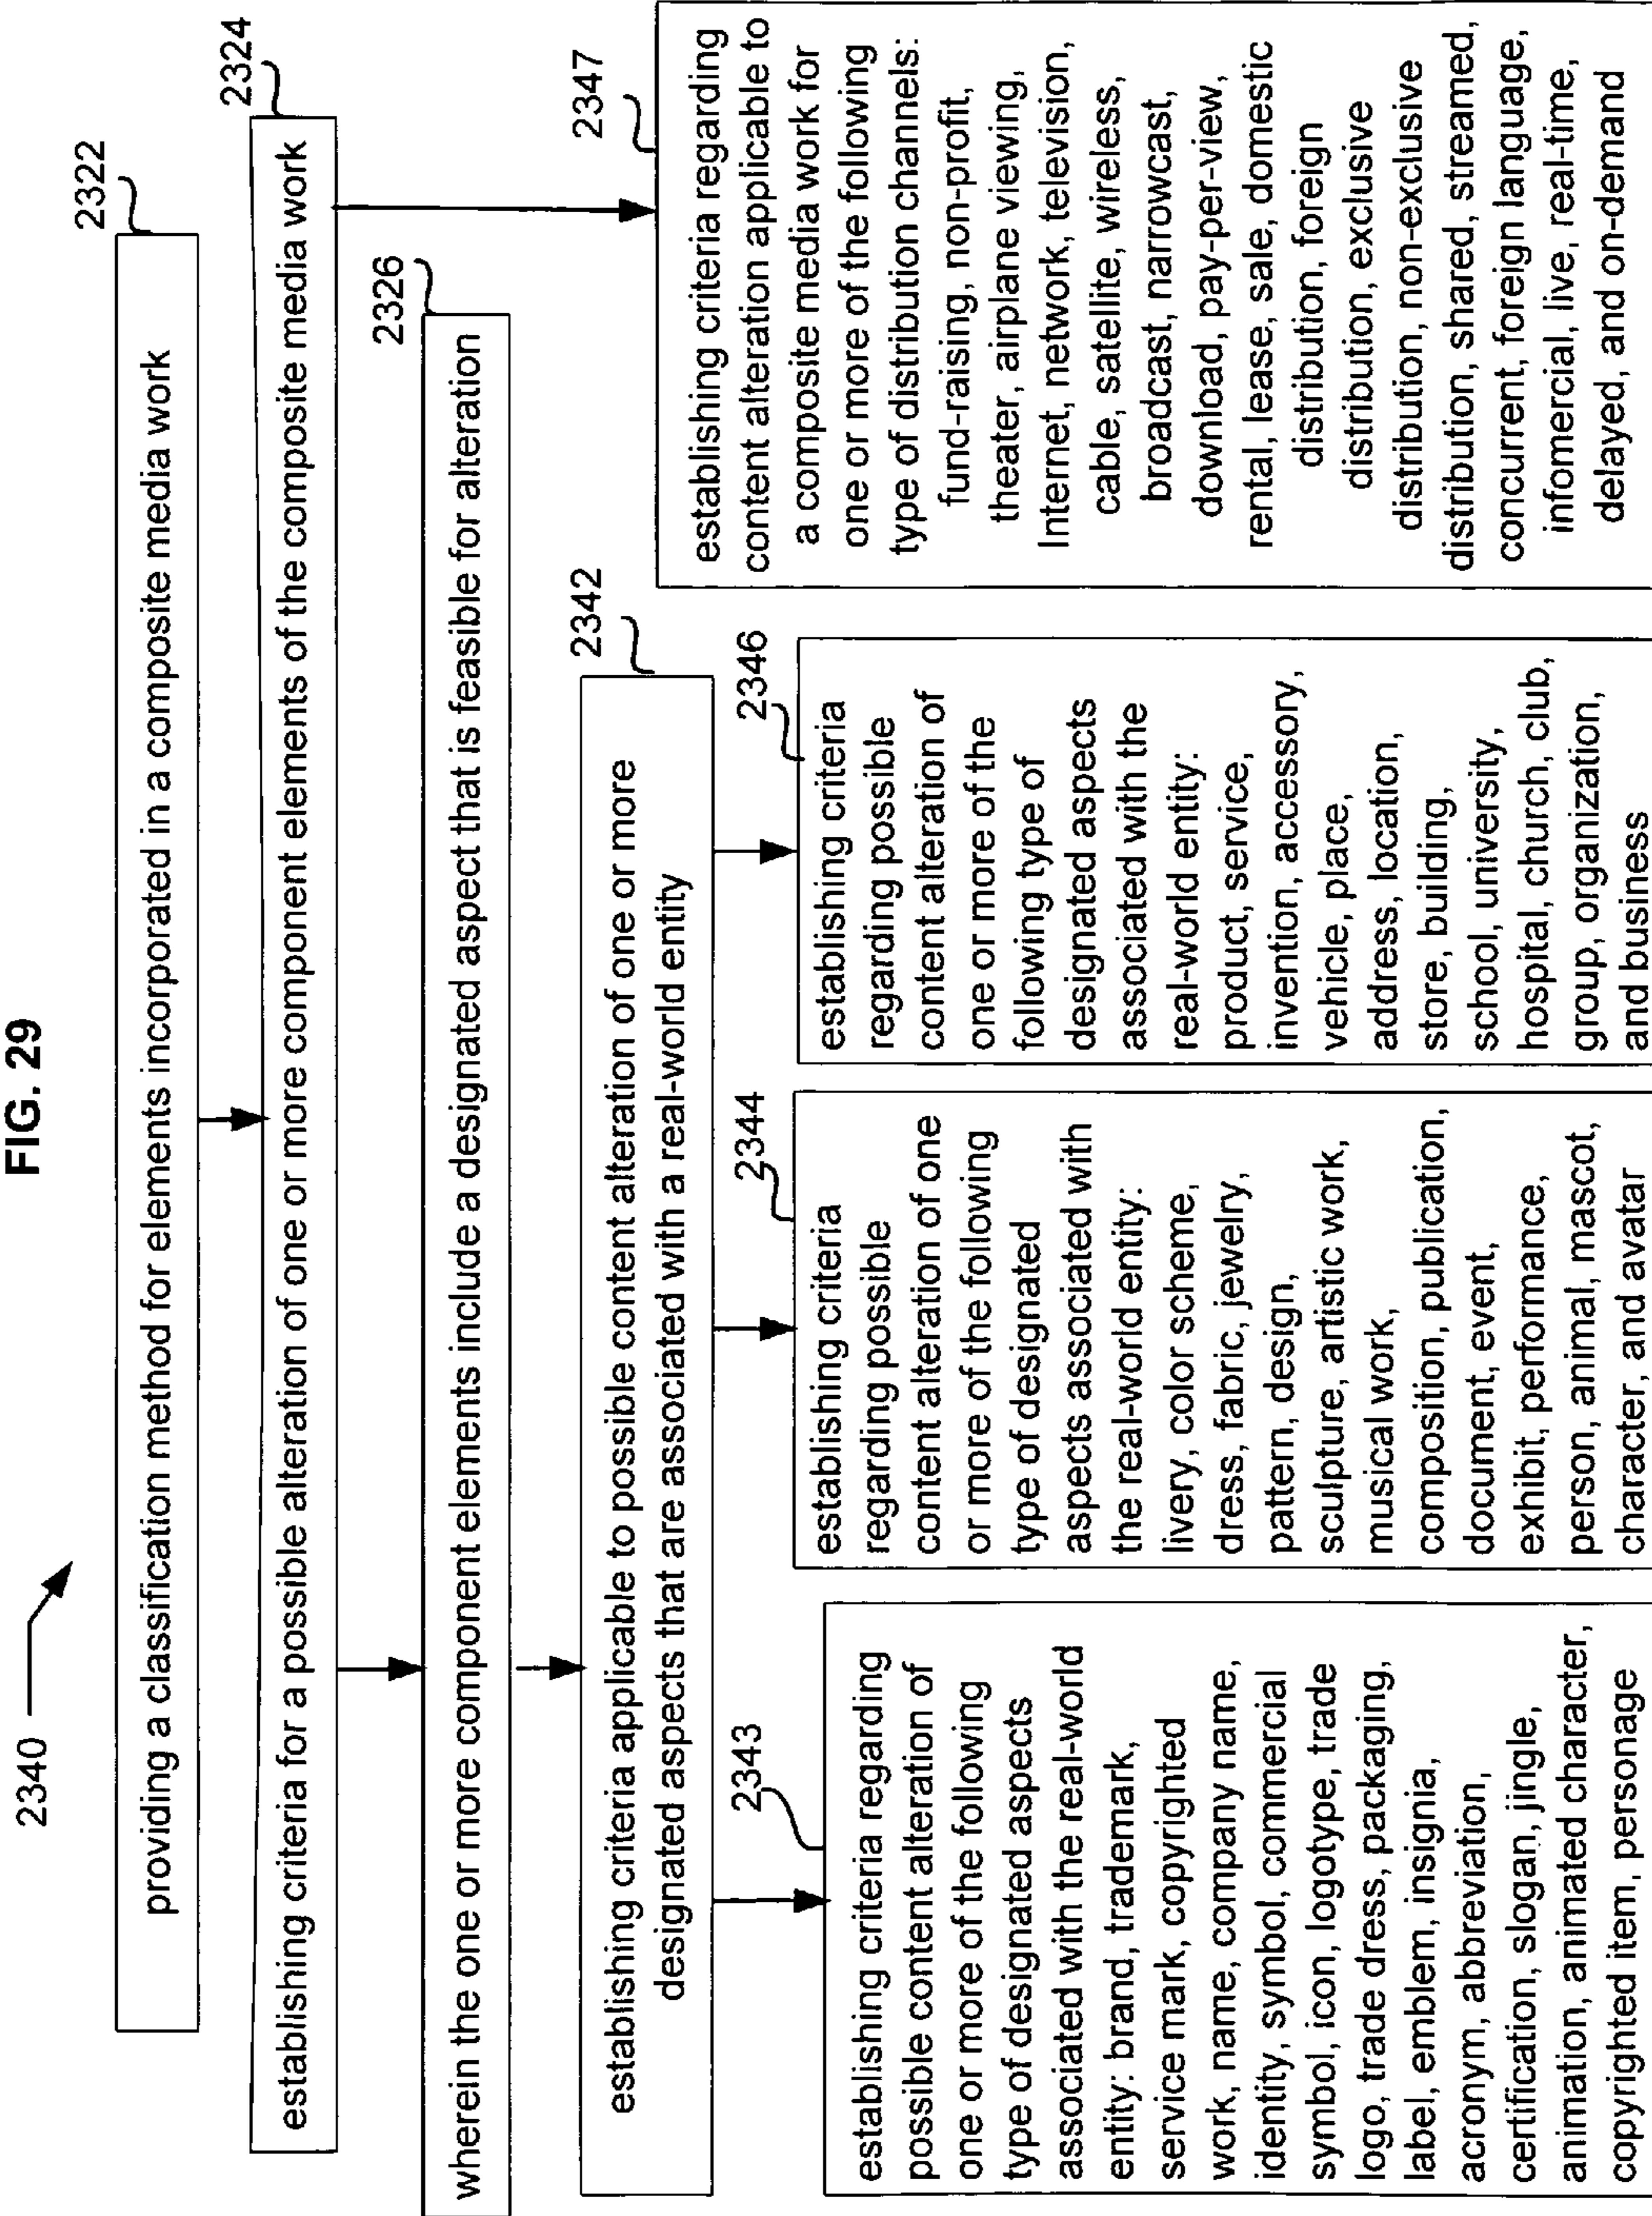 FIG. 29
2340
2322
providing a classification method for elements incorporated in a composite media work
2324
establishing criteria for a possible alteration of one or more component elements of the composite media work
2326
wherein the one or more component elements include a designated aspect that is feasible for alteration
2342
establishing criteria applicable to possible content alteration of one or more
designated aspects that are associated with a real-world entity
2343
establishing criteria regarding
possible content alteration of
one or more of the following
type of designated aspects
associated with the real-world
entity: brand, trademark,
service mark, copyrighted
work, name, company name,
identity, symbol, commercial
symbol, icon, logotype, trade
logo, trade dress, packaging,
label, emblem, insignia,
acronym, abbreviation,
certification, slogan, jingle,
animation, animated character,
copyrighted item, personage
2344
establishing criteria
regarding possible
content alteration of one
or more of the following
type of designated
aspects associated with
the real-world entity:
livery, color scheme,
dress, fabric, jewelry,
pattern, design,
sculpture, artistic work,
musical work,
composition, publication,
document, event,
exhibit, performance,
person, animal, mascot,
character, and avatar
2346
establishing criteria
regarding possible
content alteration of
one or more of the
following type of
designated aspects
associated with the
real-world entity:
product, service,
invention, accessory,
vehicle, place,
address, location,
store, building,
school, university,
hospital, church, club,
group, organization,
and business
2347
establishing criteria regarding
content alteration applicable to
a composite media work for
one or more of the following
type of distribution channels:
fund-raising, non-profit,
theater, airplane viewing,
Internet, network, television,
cable, satellite, wireless,
broadcast, narrowcast,
download, pay-per-view,
rental, lease, sale, domestic
distribution, foreign
distribution, exclusive
distribution, non-exclusive
distribution, shared, streamed,
concurrent, foreign language,
infomercial, live, real-time,
delayed, and on-demand